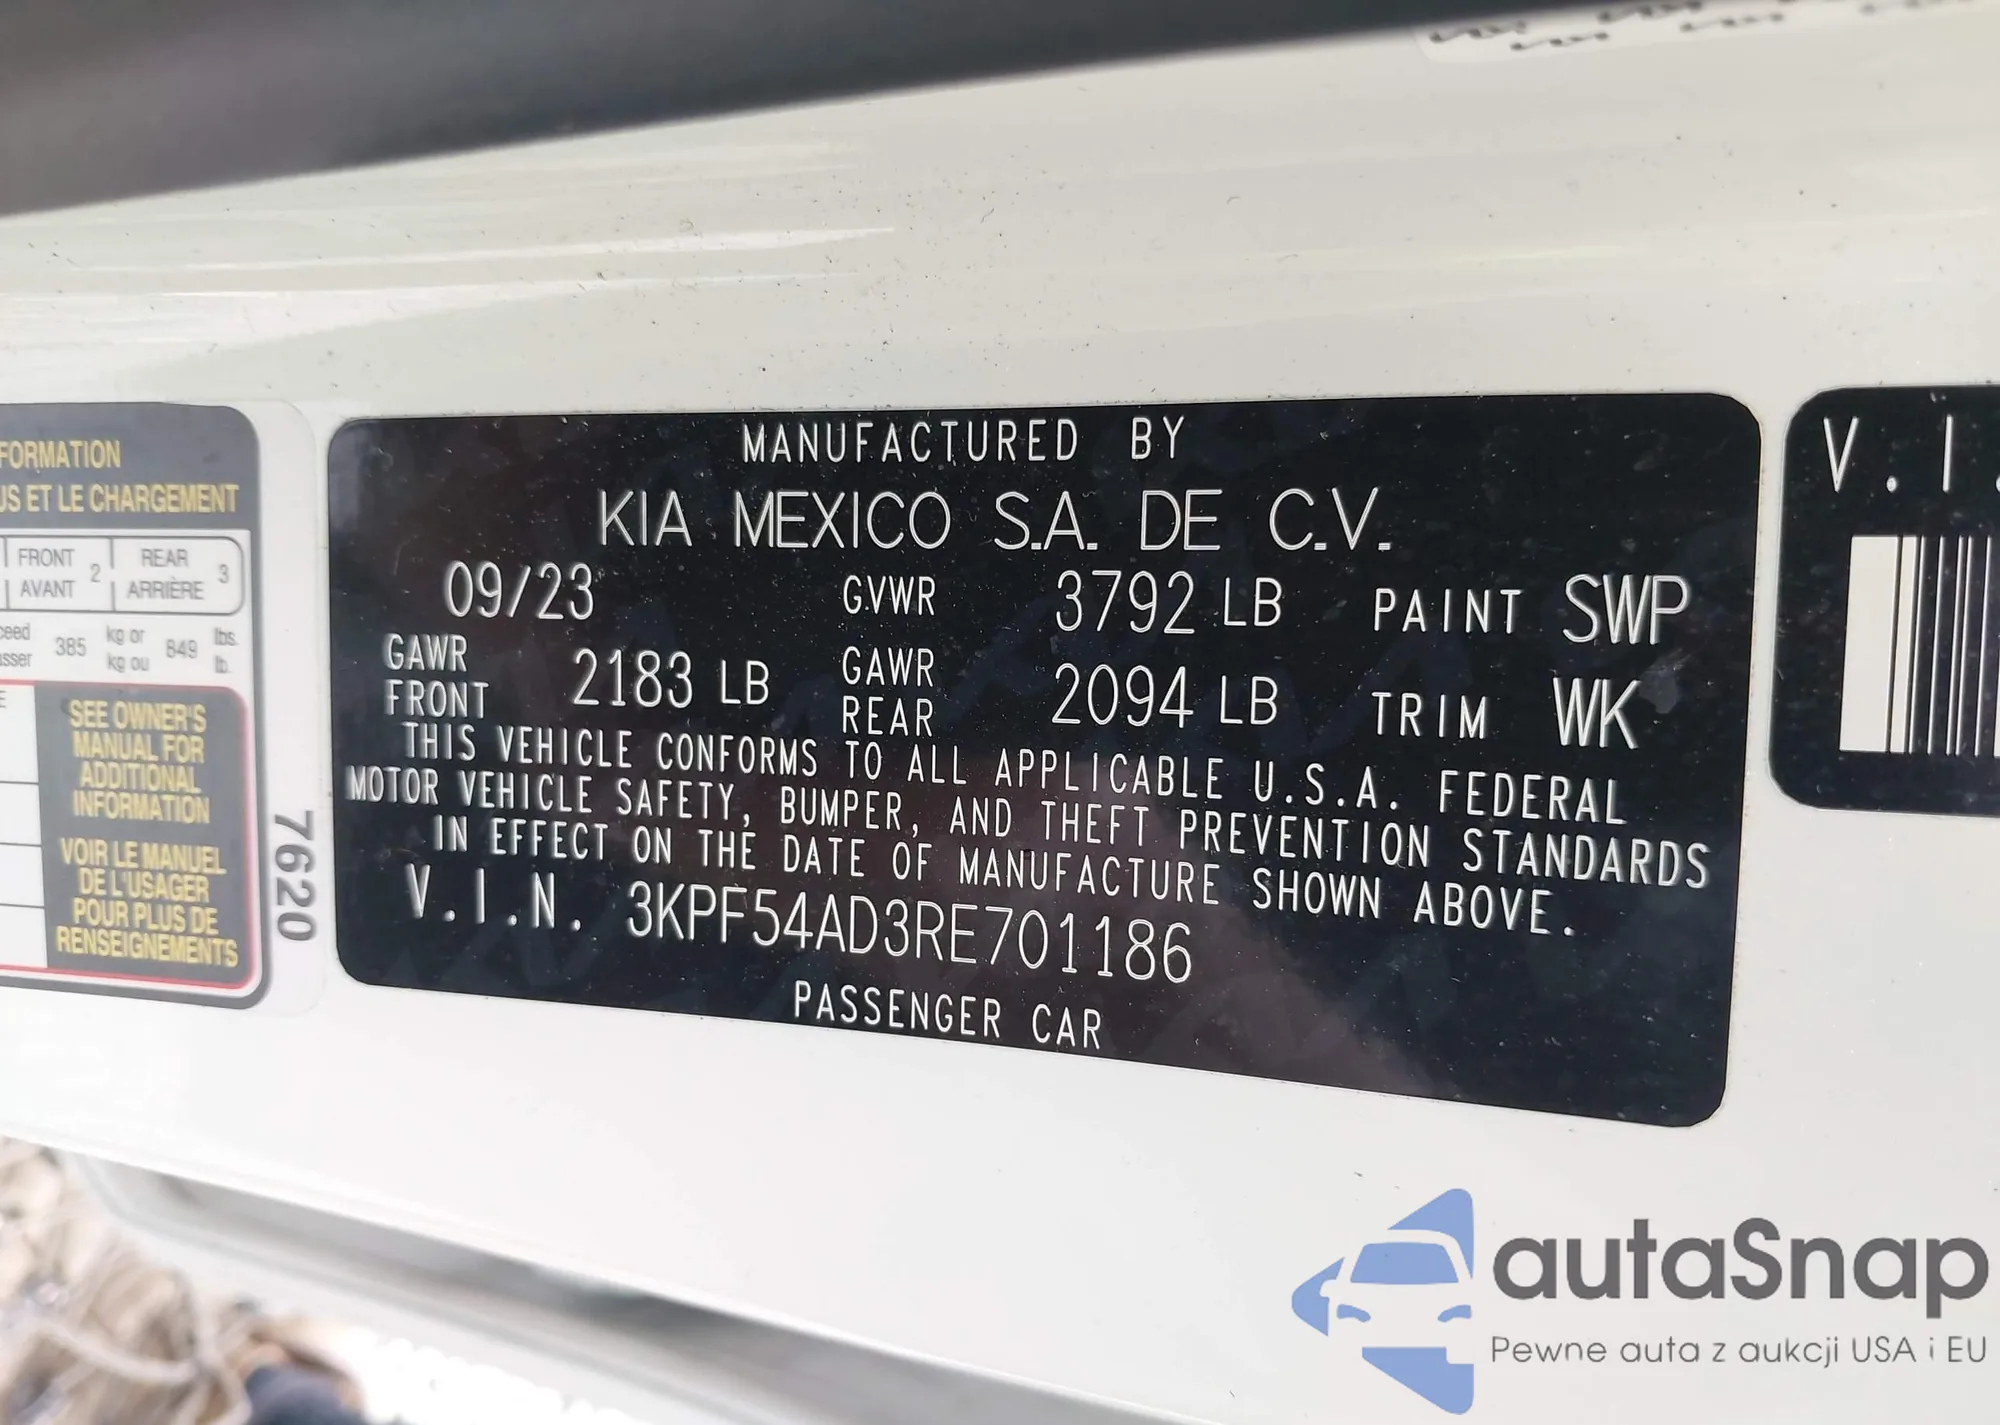 FORMATION
US ET LE CHARGEMENT
FRONT 2 REAR 3
AVANT ARRIÈRE
385 kg or 849 lbs.
kg ou lb.
SEE OWNER'S
MANUAL FOR
ADDITIONAL
INFORMATION
VOIR LE MANUEL
DE L'USAGER
POUR PLUS DE
RENSEIGNEMENTS
7620
MANUFACTURED BY
KIA MEXICO S.A. DE C.V.
09/23 GVWR 3792 LB PAINT SWP
GAWR FRONT 2183 LB GAWR REAR 2094 LB TRIM WK
THIS VEHICLE CONFORMS TO ALL APPLICABLE U.S.A. FEDERAL
MOTOR VEHICLE SAFETY, BUMPER, AND THEFT PREVENTION STANDARDS
IN EFFECT ON THE DATE OF MANUFACTURE SHOWN ABOVE.
V.I.N. 3KPF54AD3RE701186
PASSENGER CAR
V.I.
autaSnap
Pewne auta z aukcji USA i EU